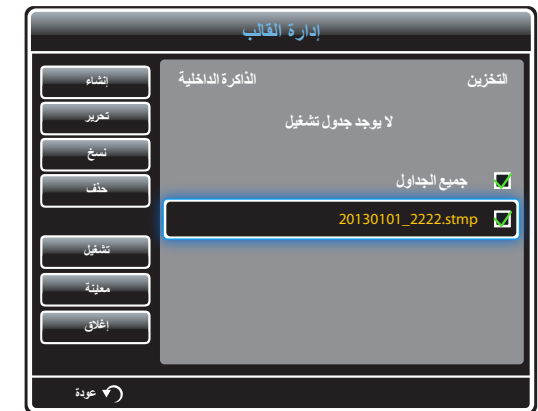 إدارة القالب
التخزين
الذاكرة الداخلية
لا يوجد جدول تشغيل
جميع الجداول
20130101_2222.stmp
إنشاء
تحرير
نسخ
حذف
تشغيل
معاينة
إغلاق
عودة